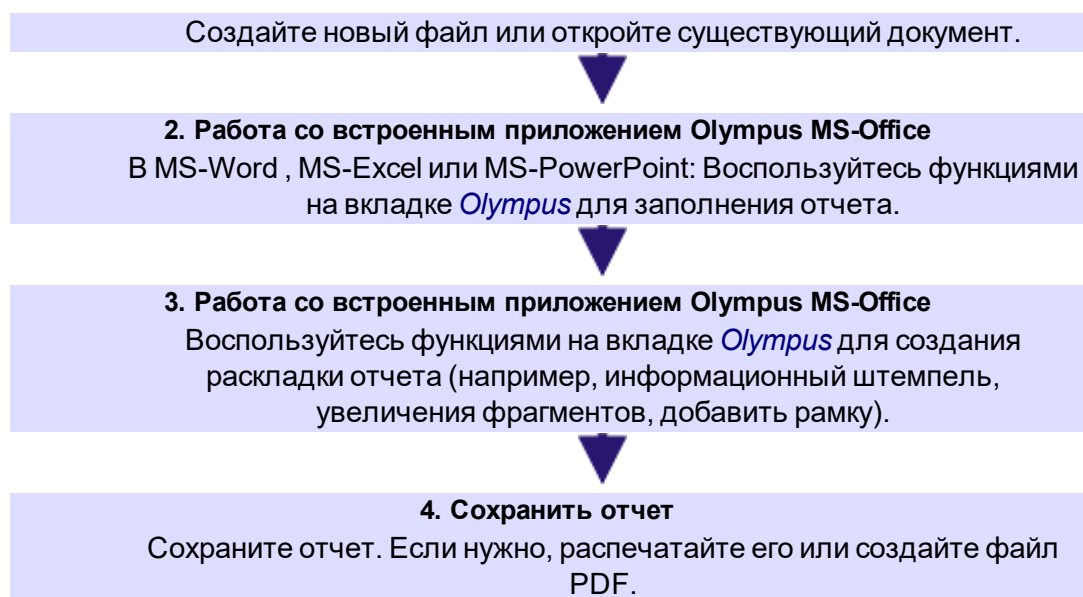 Создайте новый файл или откройте существующий документ.
2. Работа со встроенным приложением Olympus MS-Office
В MS-Word , MS-Excel или MS-PowerPoint: Воспользуйтесь функциями
на вкладке Olympus для заполнения отчета.
3. Работа со встроенным приложением Olympus MS-Office
Воспользуйтесь функциями на вкладке Olympus для создания
раскладки отчета (например, информационный штемпель,
увеличения фрагментов, добавить рамку).
4. Сохранить отчет
Сохраните отчет. Если нужно, распечатайте его или создайте файл
PDF.